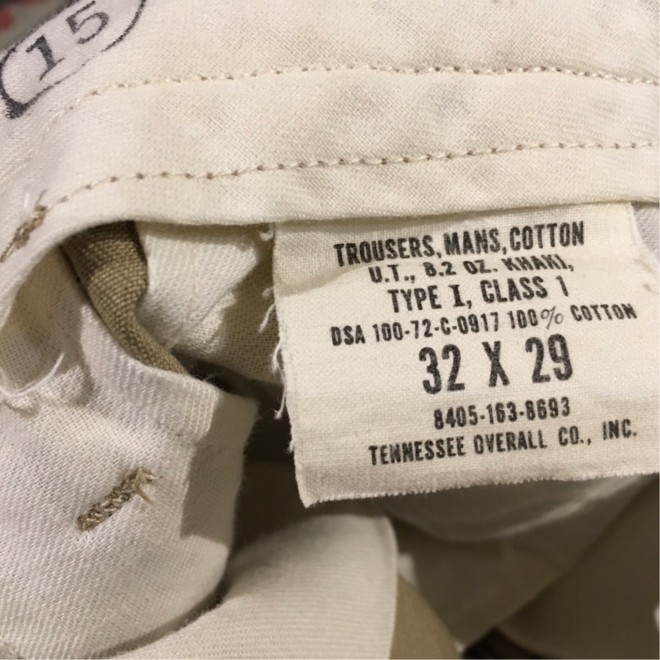 15
TROUSERS, MANS, COTTON
U.T., 8.2 OZ. KHAKI,
TYPE I, CLASS 1
DSA 100-72-C-0917 100% COTTON
32 X 29
8405-163-8693
TENNESSEE OVERALL CO., INC.